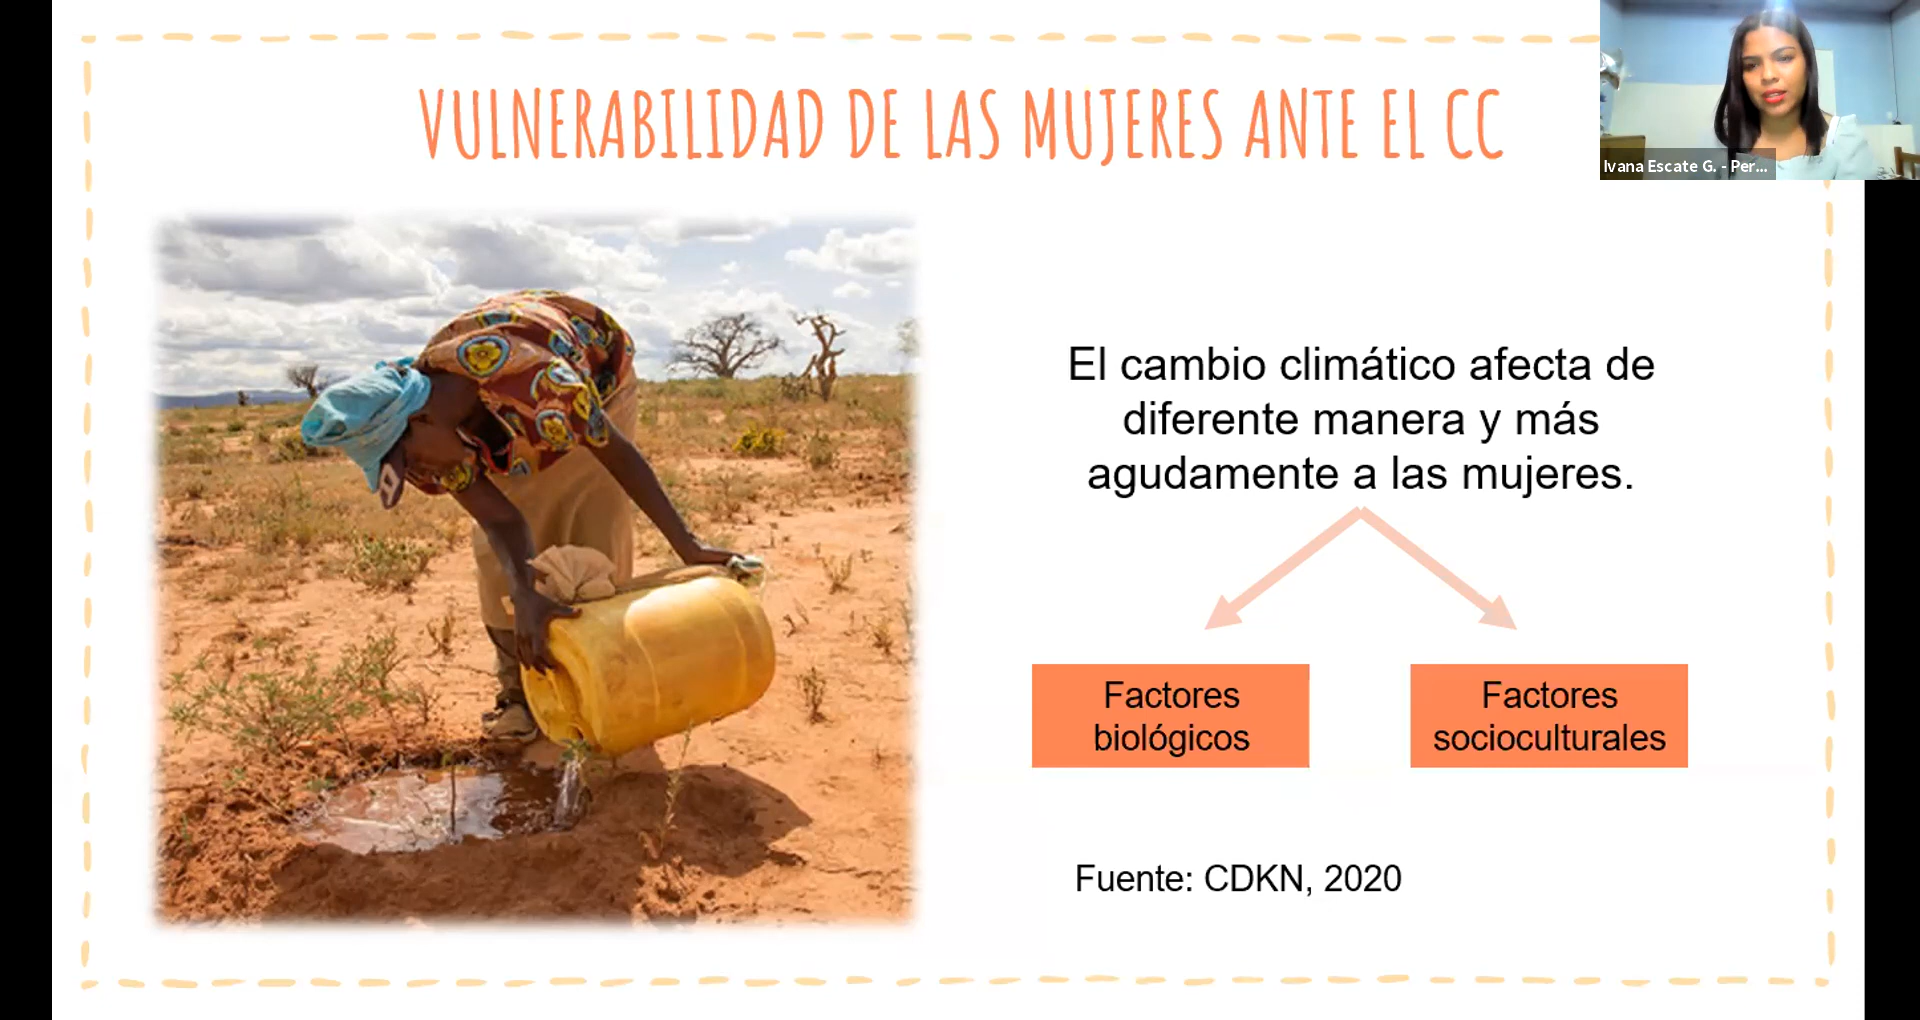 VULNERABILIDAD DE LAS MUJERES ANTE EL CC
Ivana Escate G. - Per...
El cambio climático afecta de
diferente manera y más
agudamente a las mujeres.
Factores
biológicos
Factores
socioculturales
Fuente: CDKN, 2020